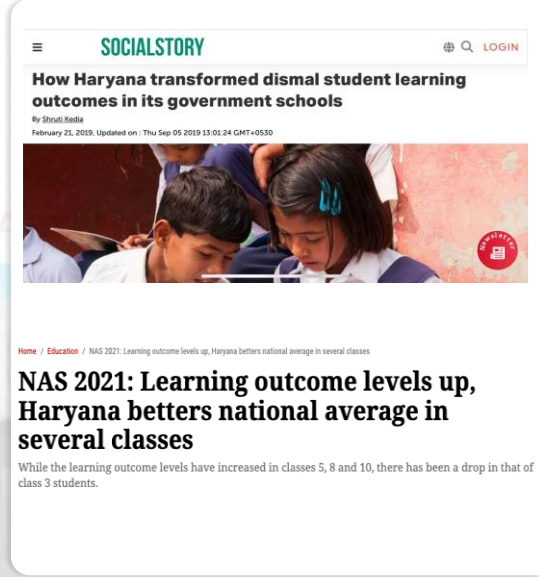 SOCIALSTORY
LOGIN
How Haryana transformed dismal student learning
outcomes in its government schools
By Shruti Kedia
February 21, 2019, Updated on : Thu Sep 05 2019 13:01:24 GMT+0530
Newsletter
Home / Education / NAS 2021: Learning outcome levels up, Haryana betters national average in several classes
NAS 2021: Learning outcome levels up,
Haryana betters national average in
several classes
While the learning outcome levels have increased in classes 5, 8 and 10, there has been a drop in that of
class 3 students.